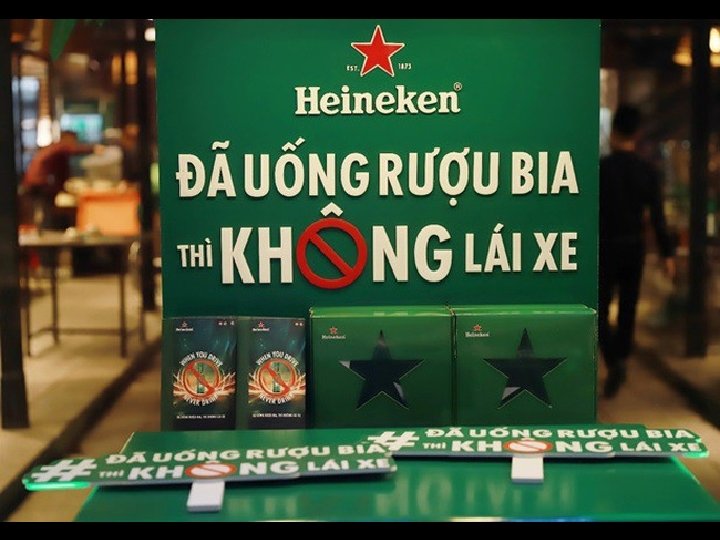 EST. 1873
Heineken®
ĐÃ UỐNG RƯỢU BIA
THÌ KHÔNG LÁI XE
Heineken
WHEN YOU DRIVE
NEVER DRINK
Heineken
WHEN YOU DRIVE
NEVER DRINK
Heineken
Heineken
#ĐÃ UỐNG RƯỢU BIA
THÌ KHÔNG LÁI XE
#ĐÃ UỐNG RƯỢU BIA
THÌ KHÔNG LÁI XE